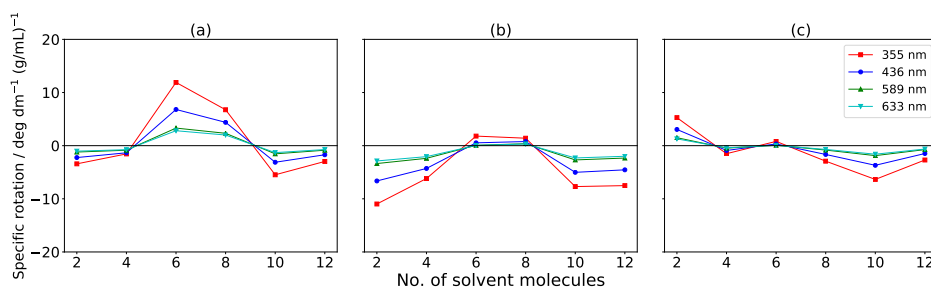 (a) (b) (c)
Specific rotation / deg dm⁻¹ (g/mL)⁻¹
20
10
0
−10
−20
355 nm
436 nm
589 nm
633 nm
2 4 6 8 10 12 2 4 6 8 10 12 2 4 6 8 10 12
No. of solvent molecules